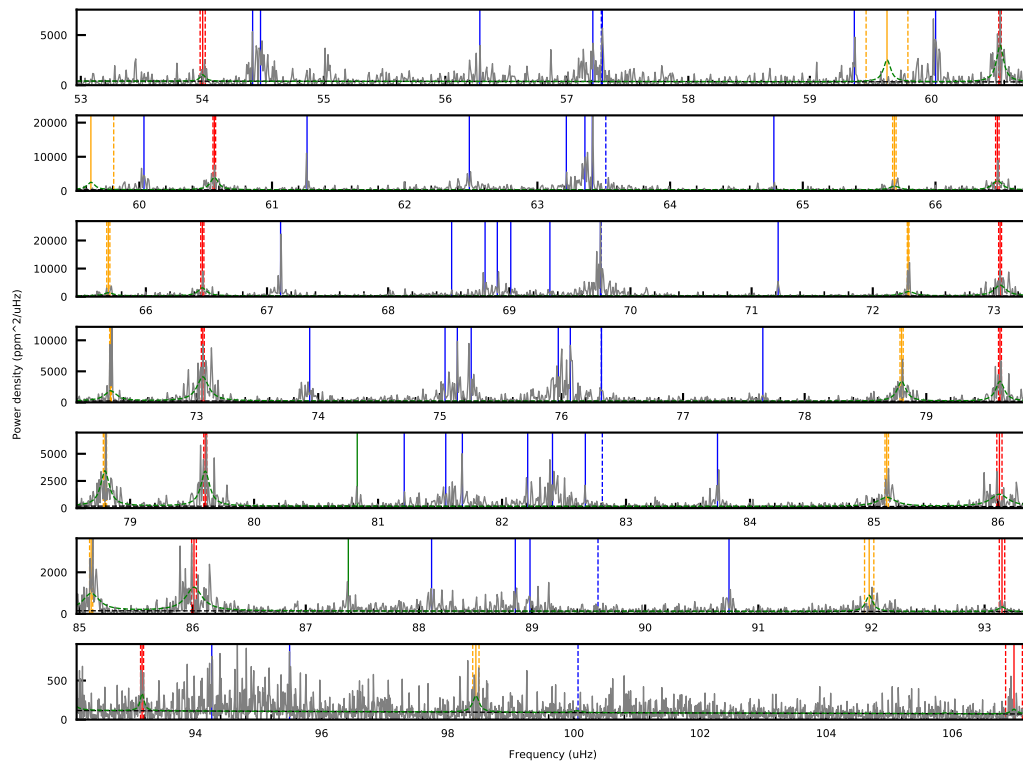 5000
0
53 54 55 56 57 58 59 60
20000
10000
0
60 61 62 63 64 65 66
20000
10000
0
66 67 68 69 70 71 72 73
10000
5000
0
73 74 75 76 77 78 79
5000
2500
0
79 80 81 82 83 84 85 86
2000
0
85 86 87 88 89 90 91 92 93
500
0
94 96 98 100 102 104 106
Power density (ppm^2/uHz)
Frequency (uHz)